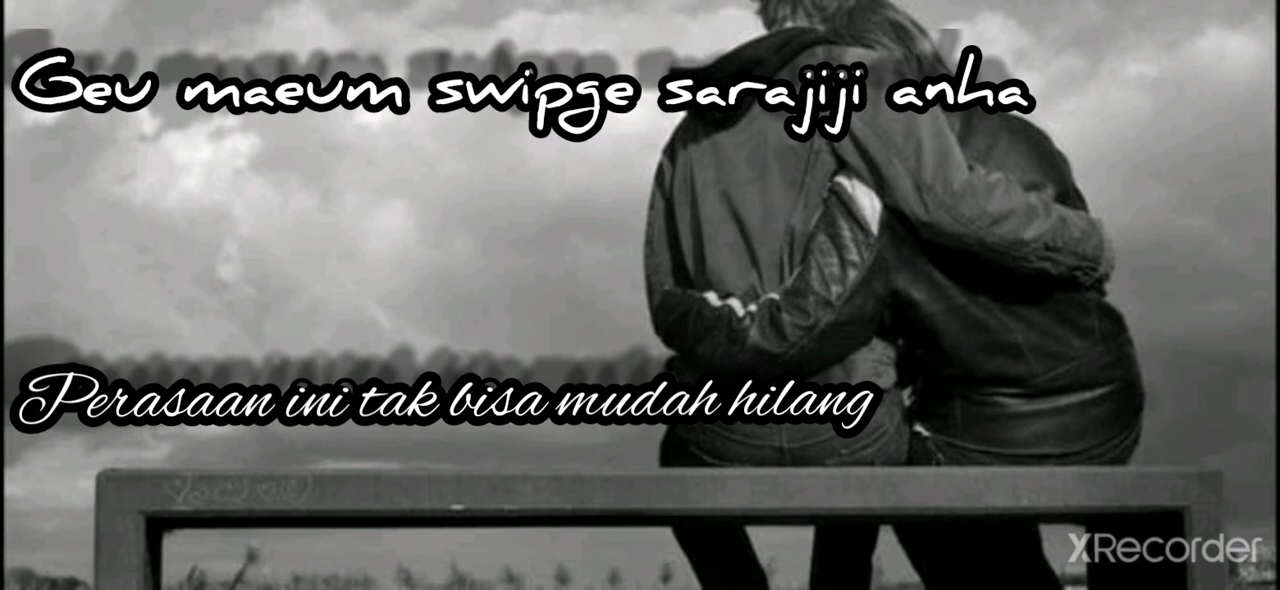 Geu maeum swipge sarajiji anha
Perasaan ini tak bisa mudah hilang
XRecorder